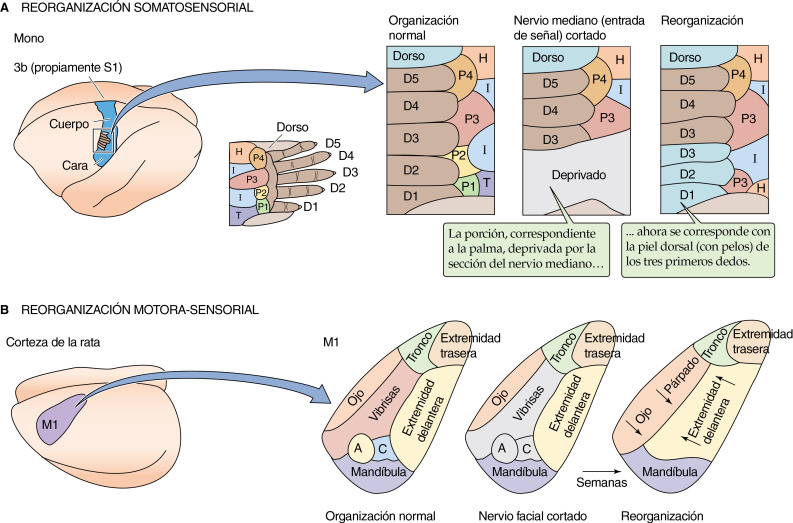 A REORGANIZACIÓN SOMATOSENSORIAL
Mono
3b (propiamente S1)
Cuerpo
Cara
Dorso
D5
D4
D3
D2
D1
H
P4
I
P3
I
P2
T
P1
Organización
normal
Dorso
H
D5
P4
I
D4
P3
D3
P2
I
D2
P1
T
D1
Nervio mediano (entrada
de señal) cortado
Dorso
H
D5
P4
I
D4
P3
D3
Deprivado
La porción, correspondiente
a la palma, deprivada por la
sección del nervio mediano…
Reorganización
Dorso
H
D5
P4
I
D4
P3
D3
D3
I
D2
P3
D1
H
... ahora se corresponde con
la piel dorsal (con pelos) de
los tres primeros dedos.
B REORGANIZACIÓN MOTORA-SENSORIAL
Corteza de la rata
M1
M1
Tronco
Extremidad
trasera
Ojo
Vibrisas
Extremidad
delantera
A
C
Mandíbula
Organización normal
Tronco
Extremidad
trasera
Ojo
Vibrisas
Extremidad
delantera
A
C
Mandíbula
Nervio facial cortado
Semanas
Tronco
Extremidad
trasera
Párpado
Ojo
Extremidad
delantera
Mandíbula
Reorganización